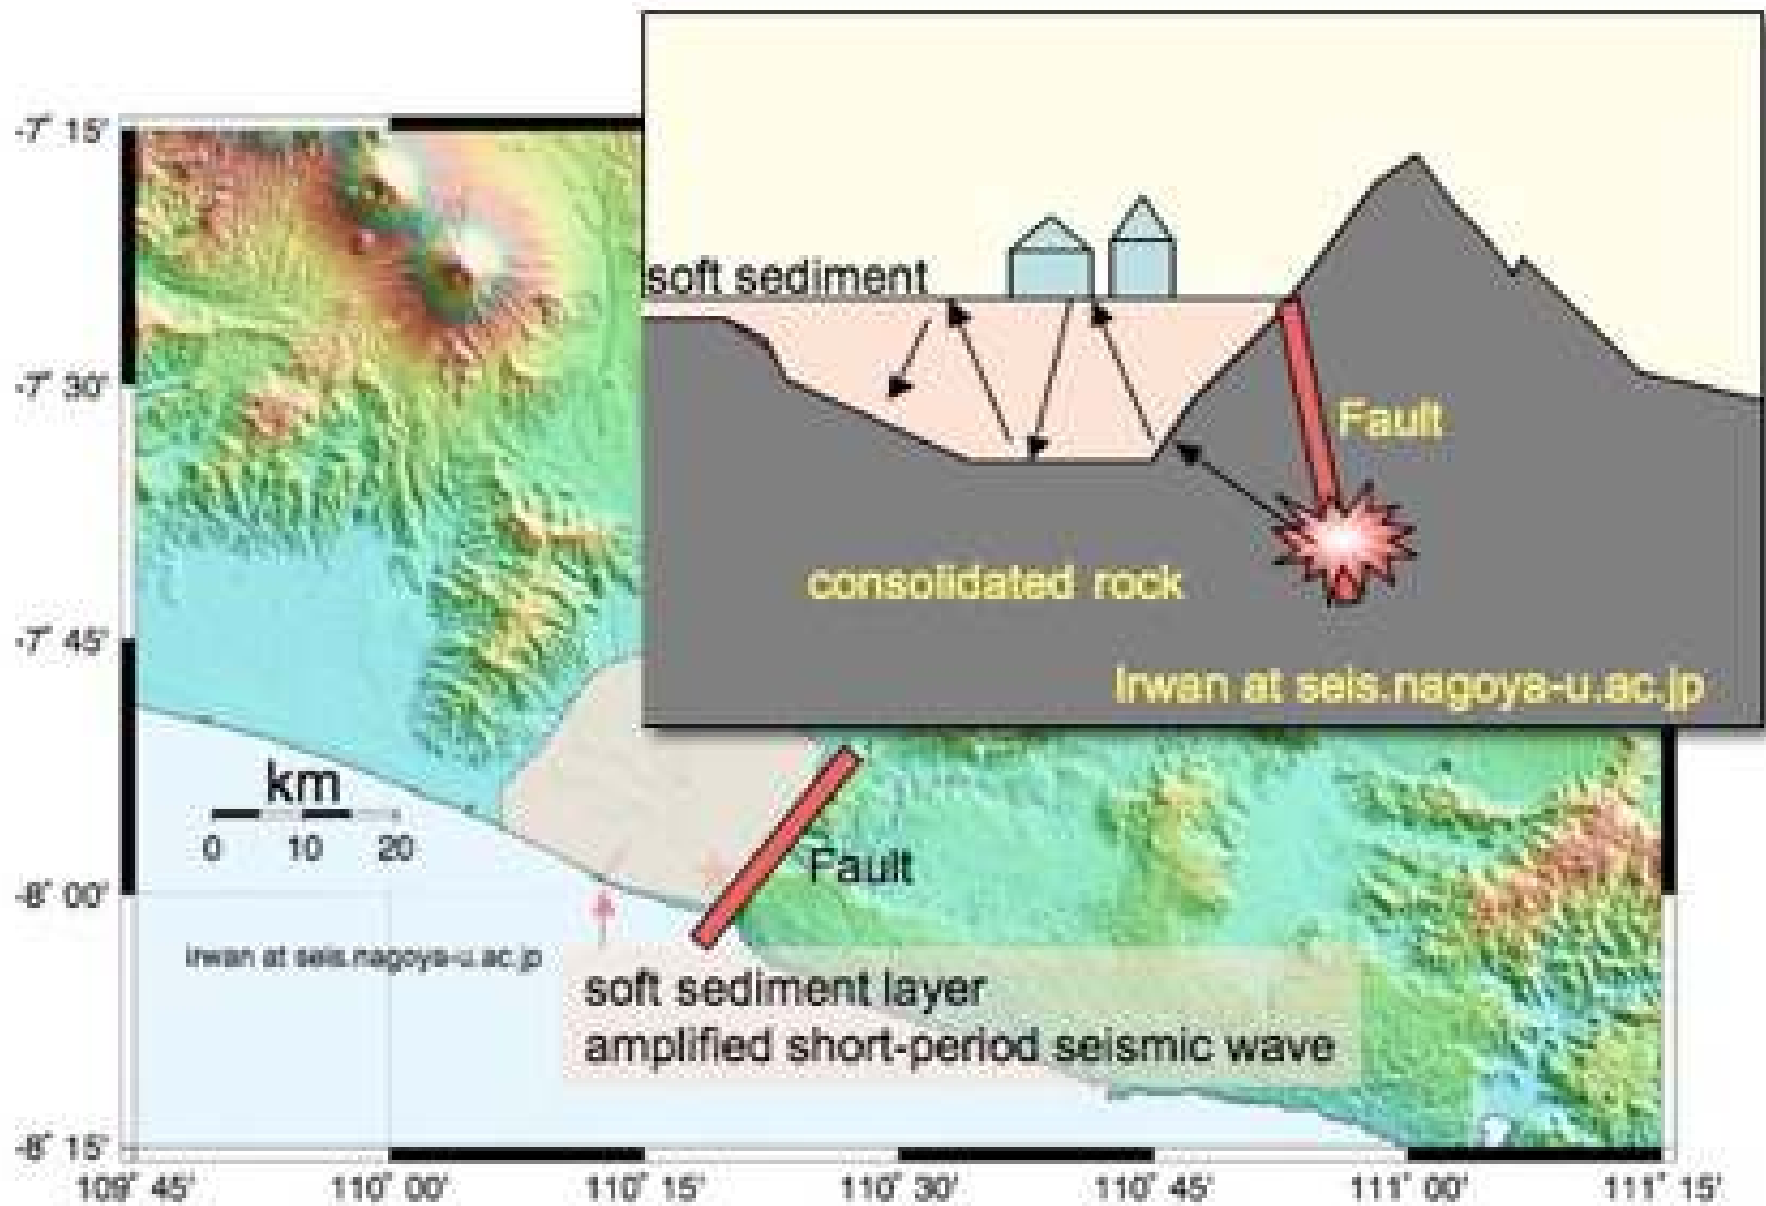 -7° 15'
soft sediment
-7° 30'
Fault
consolidated rock
-7° 45'
Irwan at seis.nagoya-u.ac.jp
km
0 10 20
Fault
-8° 00'
Irwan at seis.nagoya-u.ac.jp
soft sediment layer
amplified short-period seismic wave
-8° 15'
109° 45' 110° 00' 110° 15' 110° 30' 110° 45' 111° 00' 111° 15'